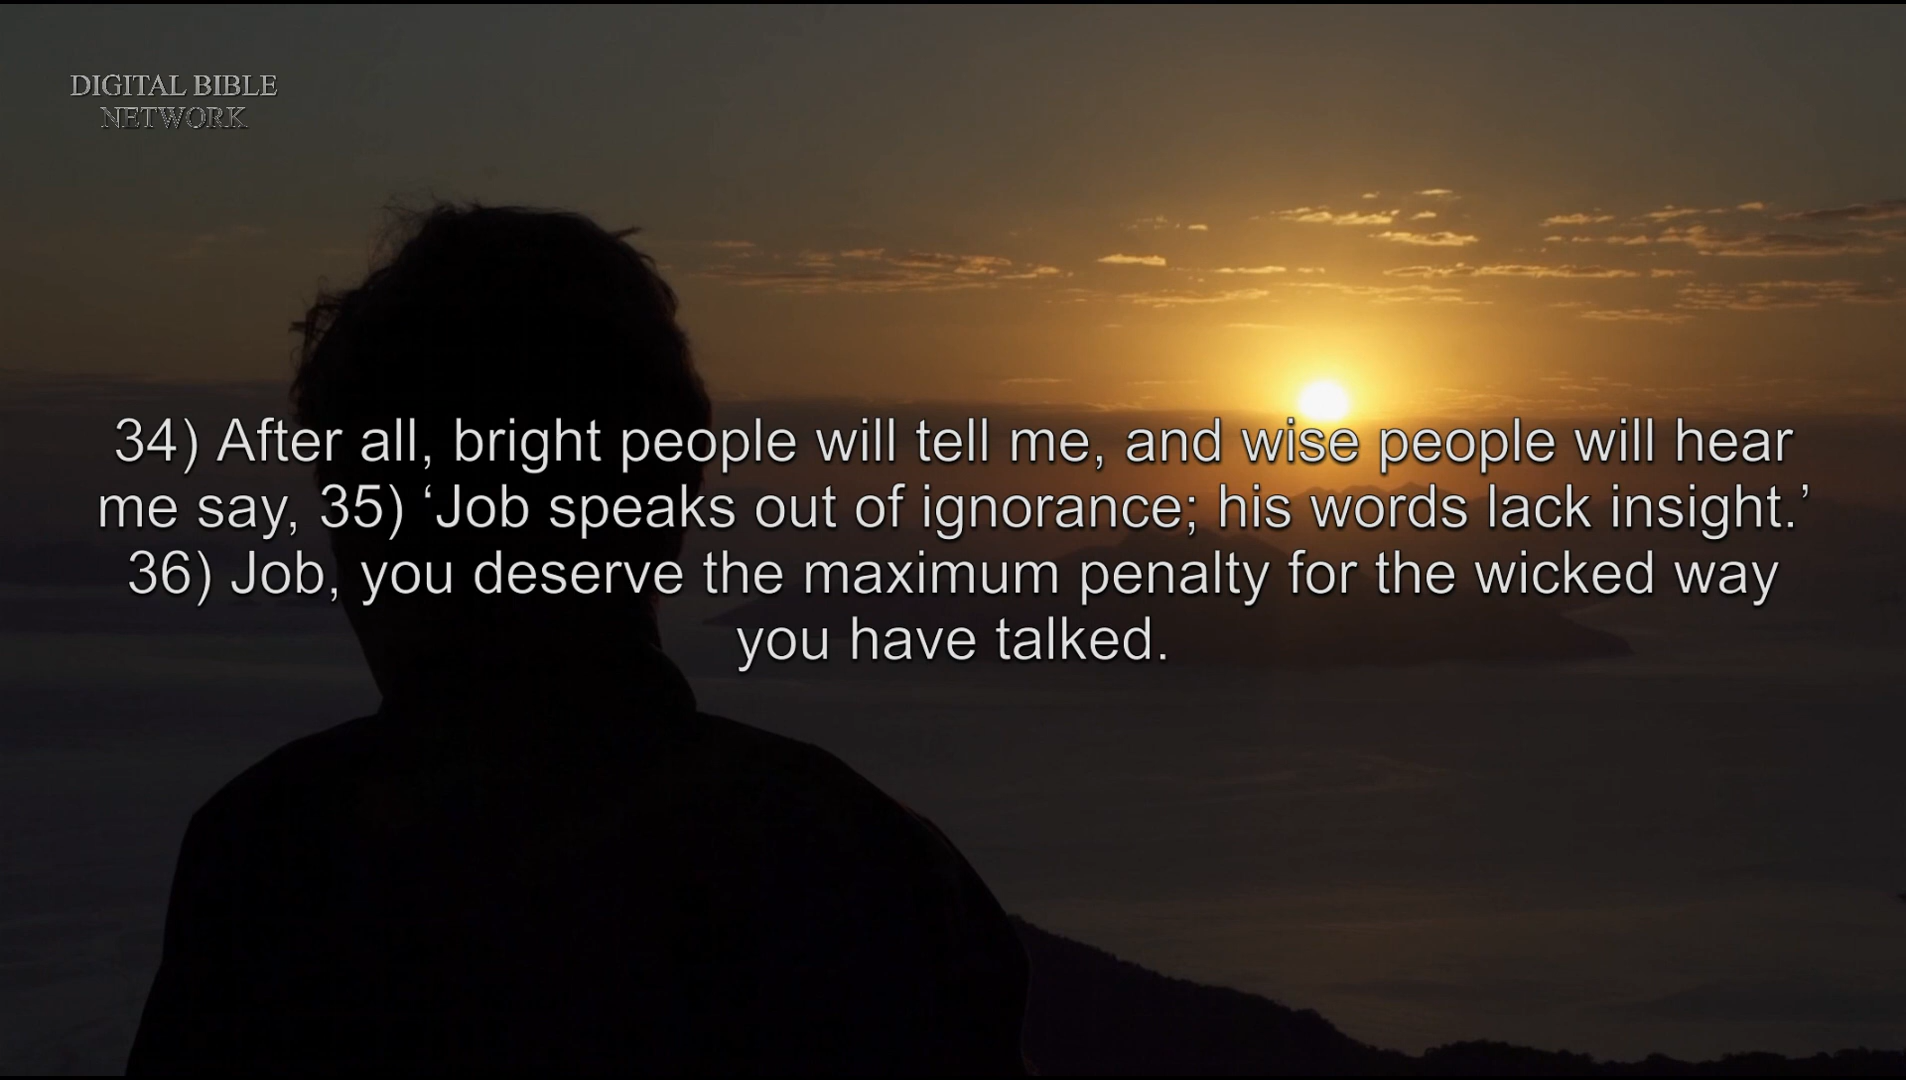 DIGITAL BIBLE
NETWORK
34) After all, bright people will tell me, and wise people will hear
me say, 35) ‘Job speaks out of ignorance; his words lack insight.’
36) Job, you deserve the maximum penalty for the wicked way
you have talked.